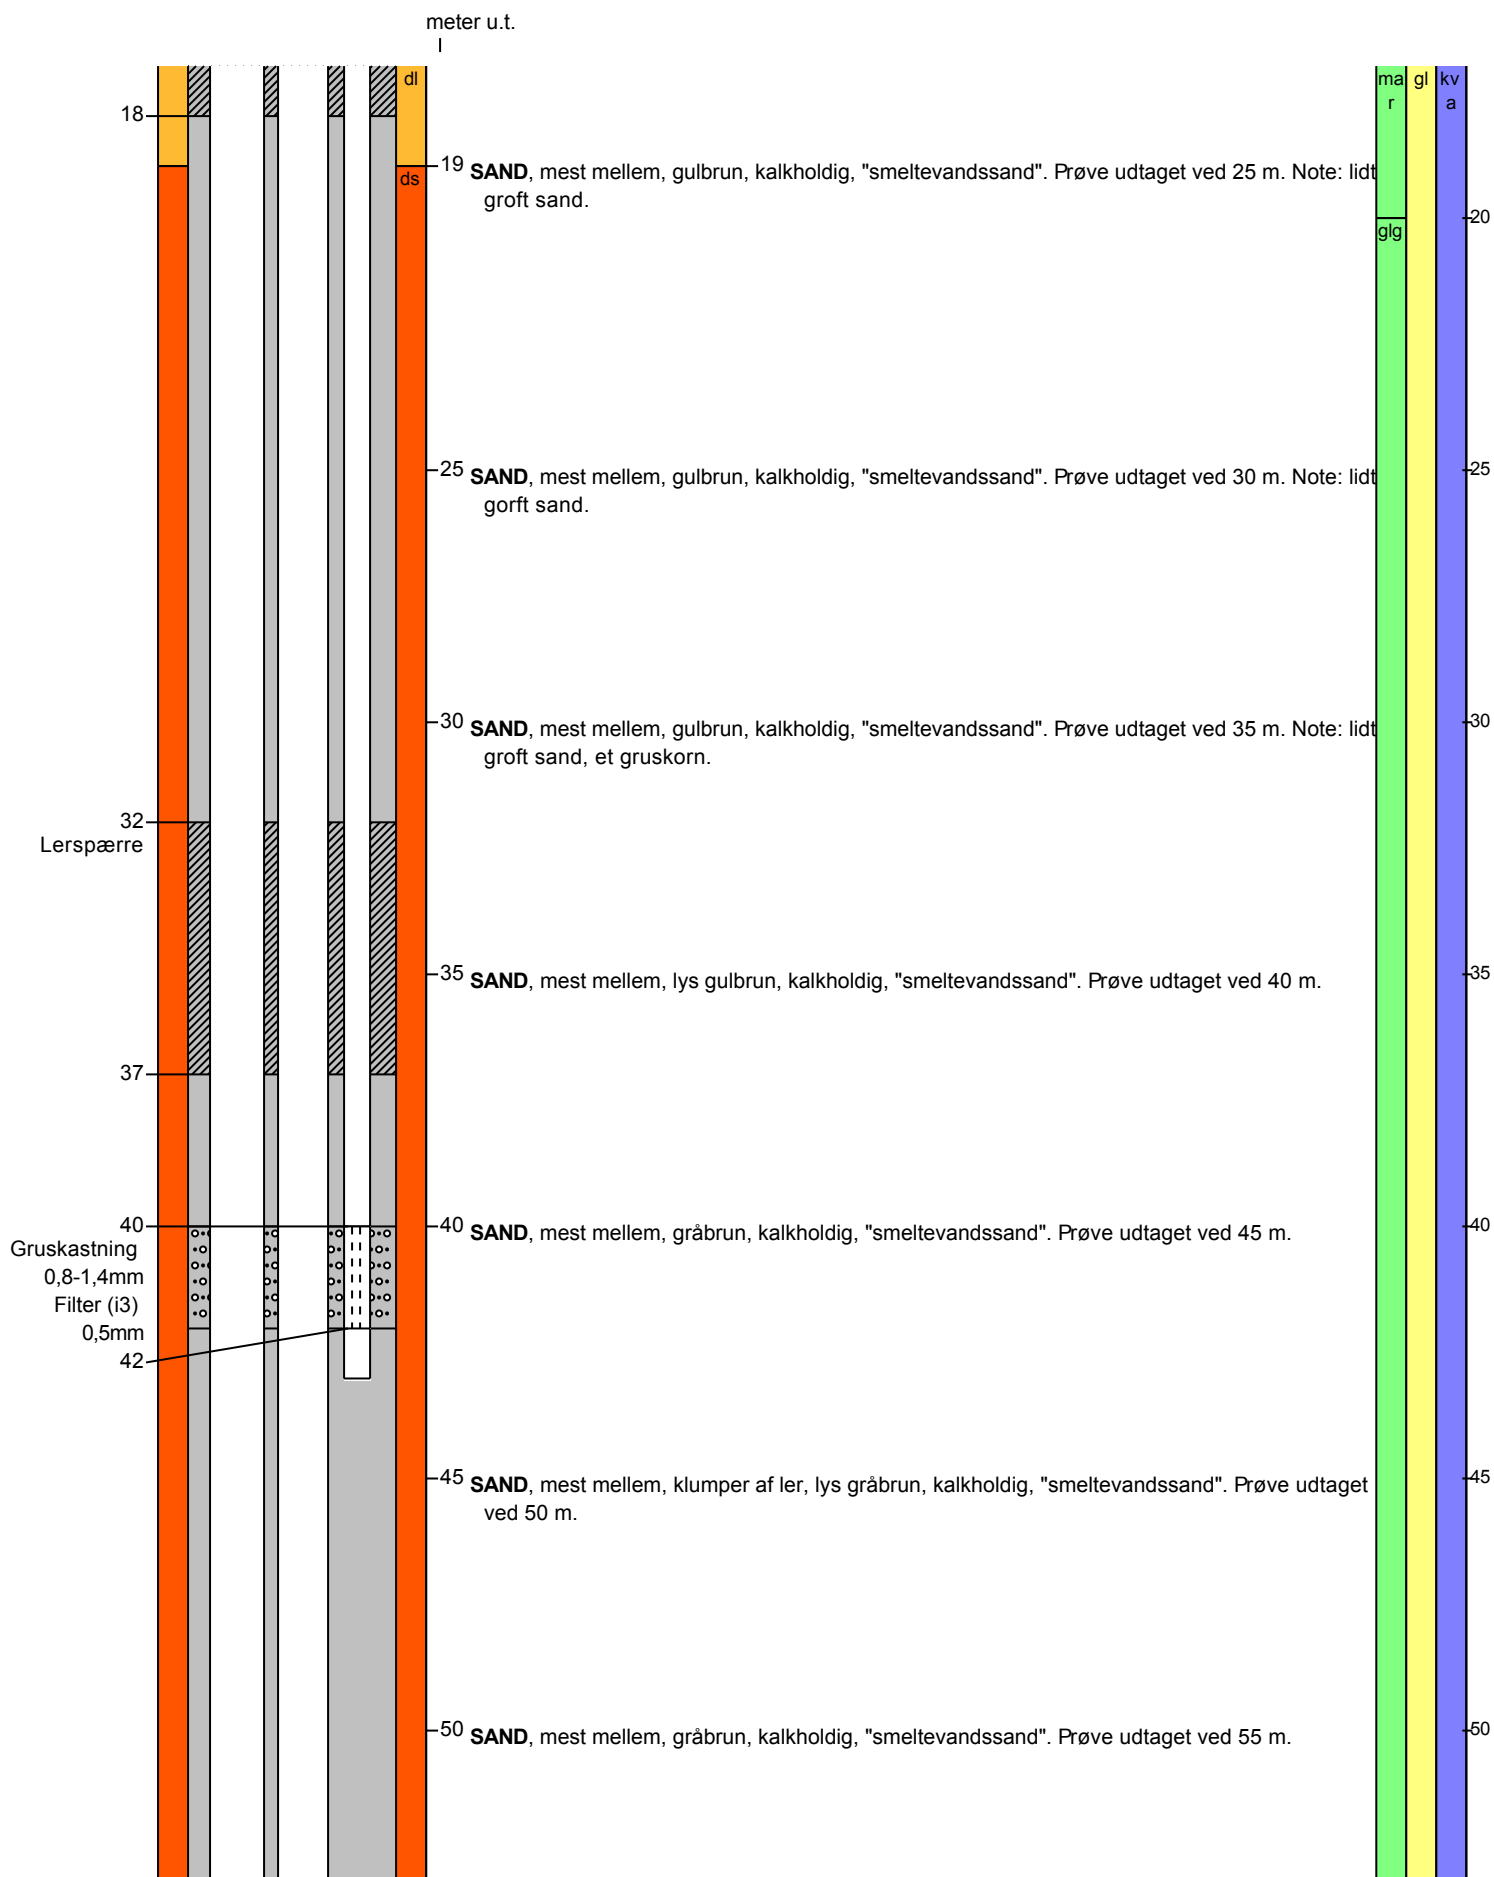 meter u.t.
dl
mar
gl
kva
18
19 SAND, mest mellem, gulbrun, kalkholdig, "smeltevandssand". Prøve udtaget ved 25 m. Note: lidt
ds
groft sand.
20
glg
25 SAND, mest mellem, gulbrun, kalkholdig, "smeltevandssand". Prøve udtaget ved 30 m. Note: lidt
25
gorft sand.
30 SAND, mest mellem, gulbrun, kalkholdig, "smeltevandssand". Prøve udtaget ved 35 m. Note: lidt
30
groft sand, et gruskorn.
32
Lerspærre
35 SAND, mest mellem, lys gulbrun, kalkholdig, "smeltevandssand". Prøve udtaget ved 40 m.
35
37
40
40 SAND, mest mellem, gråbrun, kalkholdig, "smeltevandssand". Prøve udtaget ved 45 m.
40
Gruskastning
0,8-1,4mm
Filter (i3)
0,5mm
42
45 SAND, mest mellem, klumper af ler, lys gråbrun, kalkholdig, "smeltevandssand". Prøve udtaget
45
ved 50 m.
50 SAND, mest mellem, gråbrun, kalkholdig, "smeltevandssand". Prøve udtaget ved 55 m.
50